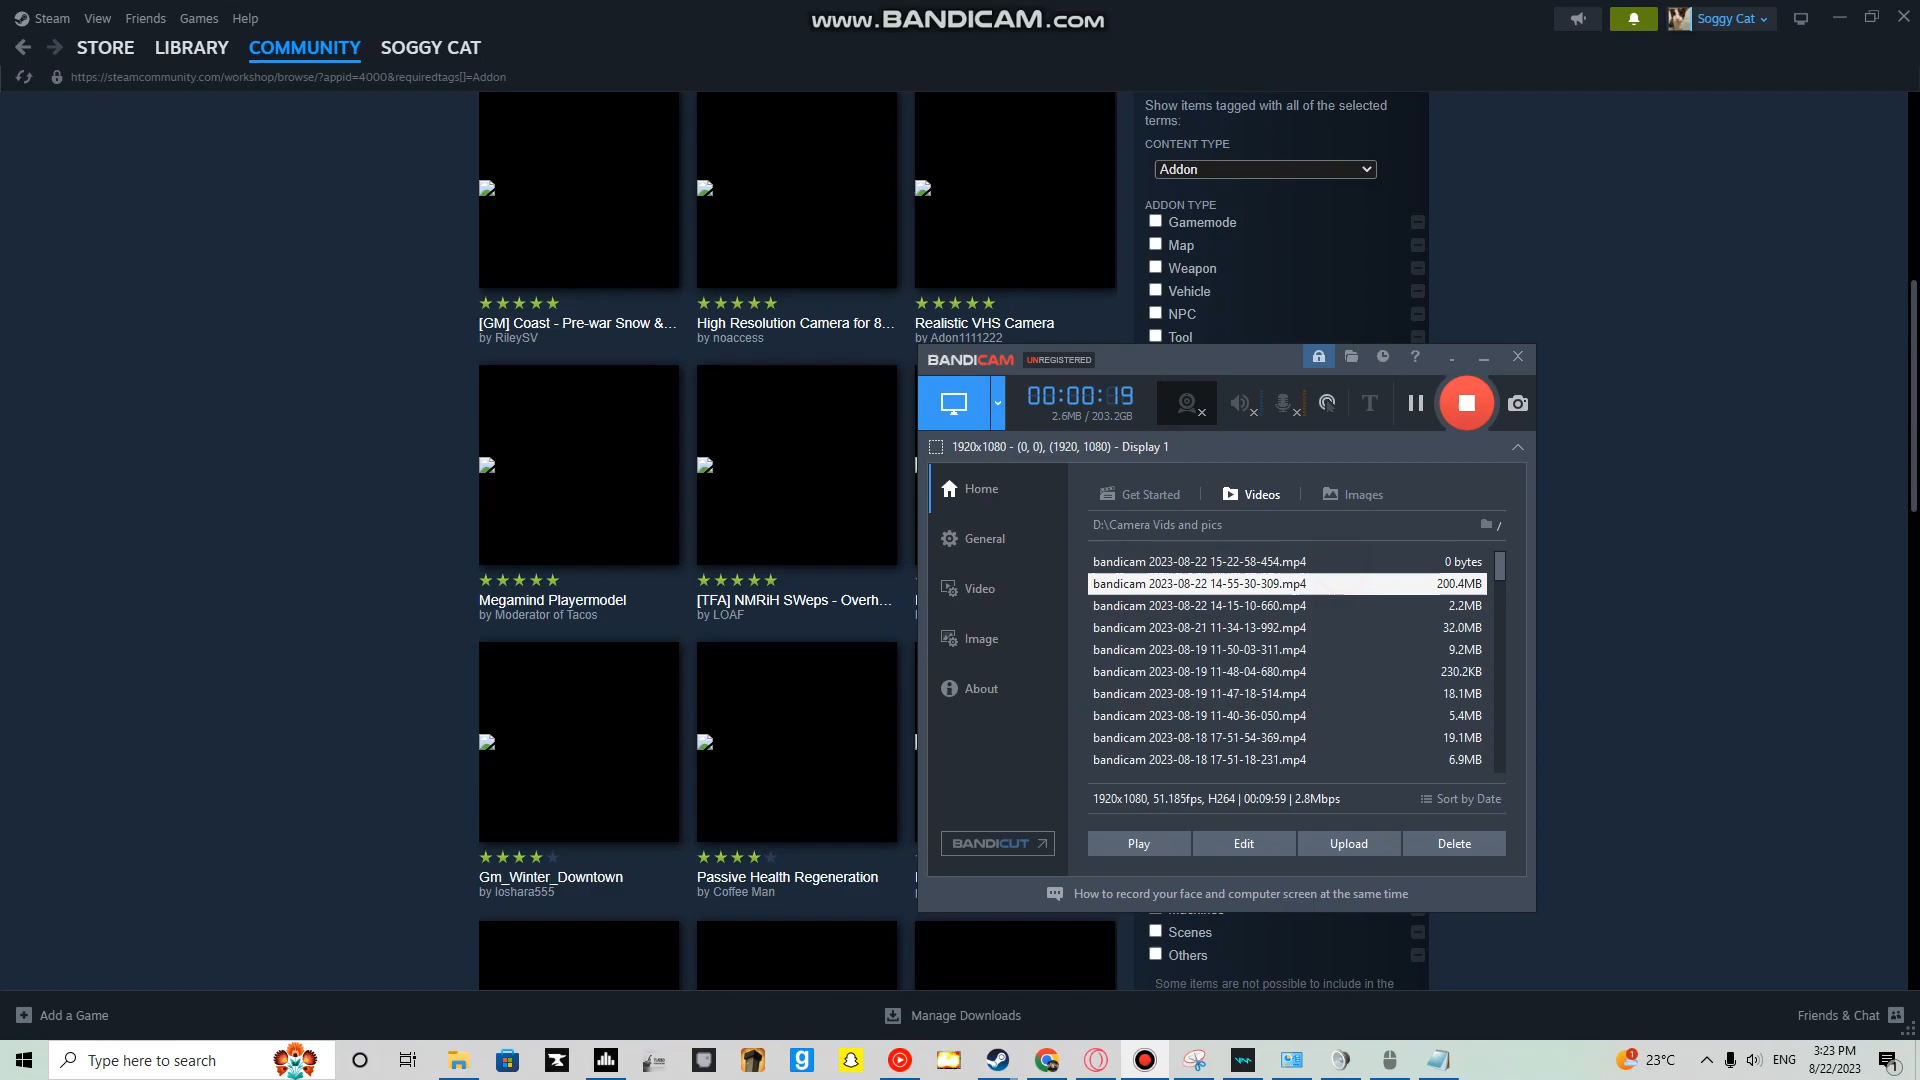 Steam View Friends Games Help
www.BANDICAM.com
Soggy Cat
STORE LIBRARY COMMUNITY SOGGY CAT
https://steamcommunity.com/workshop/browse/?appid=4000&requiredtags[]=Addon
Show items tagged with all of the selected
terms:
CONTENT TYPE
Addon
ADDON TYPE
Gamemode
Map
Weapon
Vehicle
NPC
Tool
[GM] Coast - Pre-war Snow &...
by RileySV
High Resolution Camera for 8...
by noaccess
Realistic VHS Camera
by Adon1111222
Megamind Playermodel
by Moderator of Tacos
[TFA] NMRiH SWeps - Overh...
by LOAF
Gm_Winter_Downtown
by loshara555
Passive Health Regeneration
by Coffee Man
BANDICAM UNREGISTERED
00:00:19
2.6MB / 203.2GB
1920x1080 - (0, 0), (1920, 1080) - Display 1
Home
General
Video
Image
About
BANDICUT
Get Started Videos Images
D:\Camera Vids and pics
bandicam 2023-08-22 15-22-58-454.mp4 0 bytes
bandicam 2023-08-22 14-55-30-309.mp4 200.4MB
bandicam 2023-08-22 14-15-10-660.mp4 2.2MB
bandicam 2023-08-21 11-34-13-992.mp4 32.0MB
bandicam 2023-08-19 11-50-03-311.mp4 9.2MB
bandicam 2023-08-19 11-48-04-680.mp4 230.2KB
bandicam 2023-08-19 11-47-18-514.mp4 18.1MB
bandicam 2023-08-19 11-40-36-050.mp4 5.4MB
bandicam 2023-08-18 17-51-54-369.mp4 19.1MB
bandicam 2023-08-18 17-51-18-231.mp4 6.9MB
1920x1080, 51.185fps, H264 | 00:09:59 | 2.8Mbps Sort by Date
Play Edit Upload Delete
How to record your face and computer screen at the same time
Scenes
Others
Some items are not possible to include in the
Add a Game
Manage Downloads
Friends & Chat
Type here to search
23°C
ENG
3:23 PM
8/22/2023